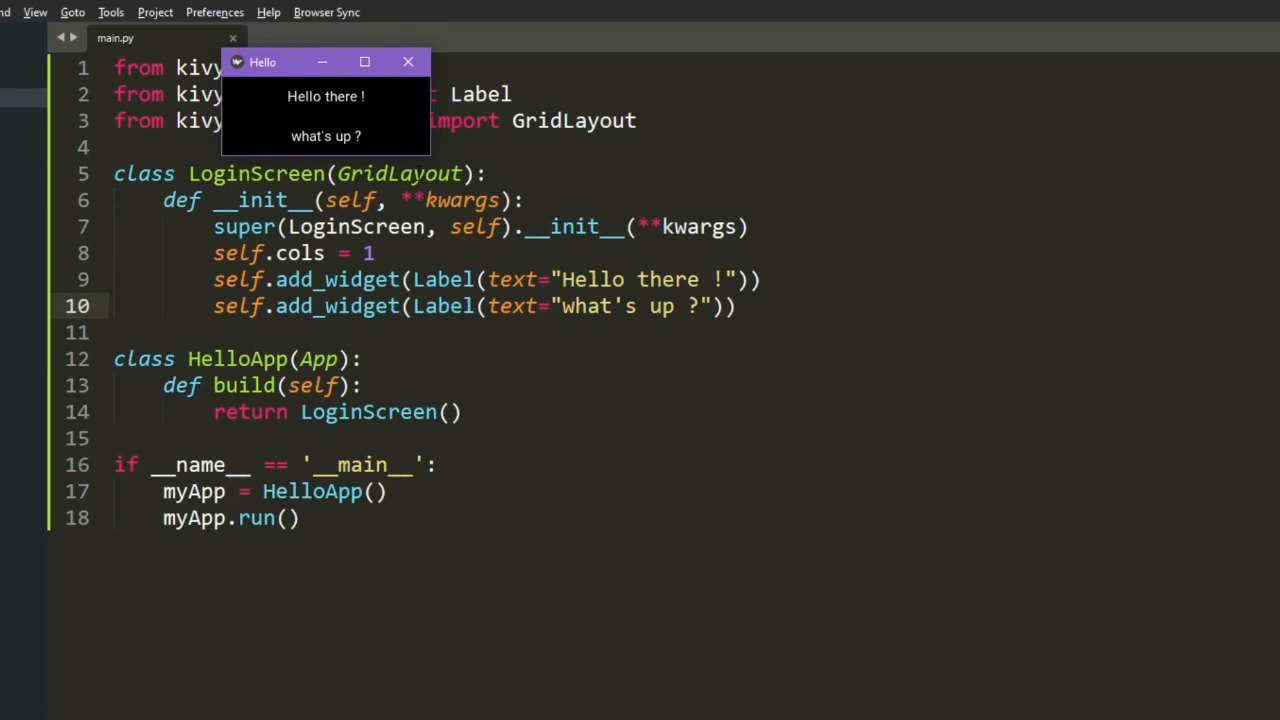 View Goto Tools Project Preferences Help Browser Sync
main.py
Hello
Hello there !
what's up ?
1 from kivy
2 from kivy Label
3 from kivy import GridLayout
4
5 class LoginScreen(GridLayout):
6 def __init__(self, **kwargs):
7 super(LoginScreen, self).__init__(**kwargs)
8 self.cols = 1
9 self.add_widget(Label(text="Hello there !"))
10 self.add_widget(Label(text="what's up ?"))
11
12 class HelloApp(App):
13 def build(self):
14 return LoginScreen()
15
16 if __name__ == '__main__':
17 myApp = HelloApp()
18 myApp.run()